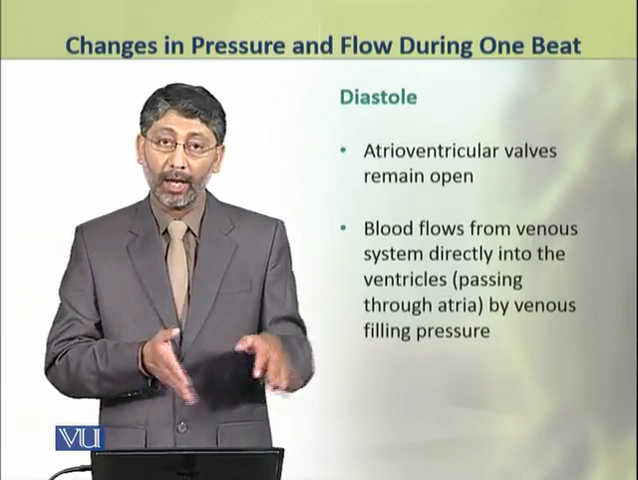 Changes in Pressure and Flow During One Beat
Diastole
• Atrioventricular valves
remain open
• Blood flows from venous
system directly into the
ventricles (passing
through atria) by venous
filling pressure
VU